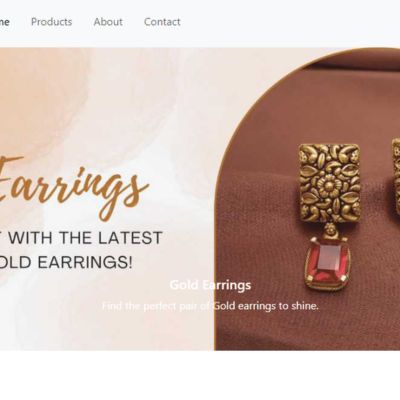 me Products About Contact
Earrings
T WITH THE LATEST
OLD EARRINGS!
Gold Earrings
Find the perfect pair of Gold earrings to shine.